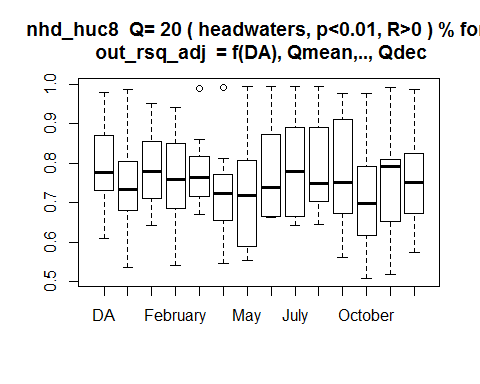 nhd_huc8 Q= 20 ( headwaters, p<0.01, R>0 ) % for
out_rsq_adj = f(DA), Qmean,.., Qdec
1.0
0.9
0.8
0.7
0.6
0.5
DA February May July October